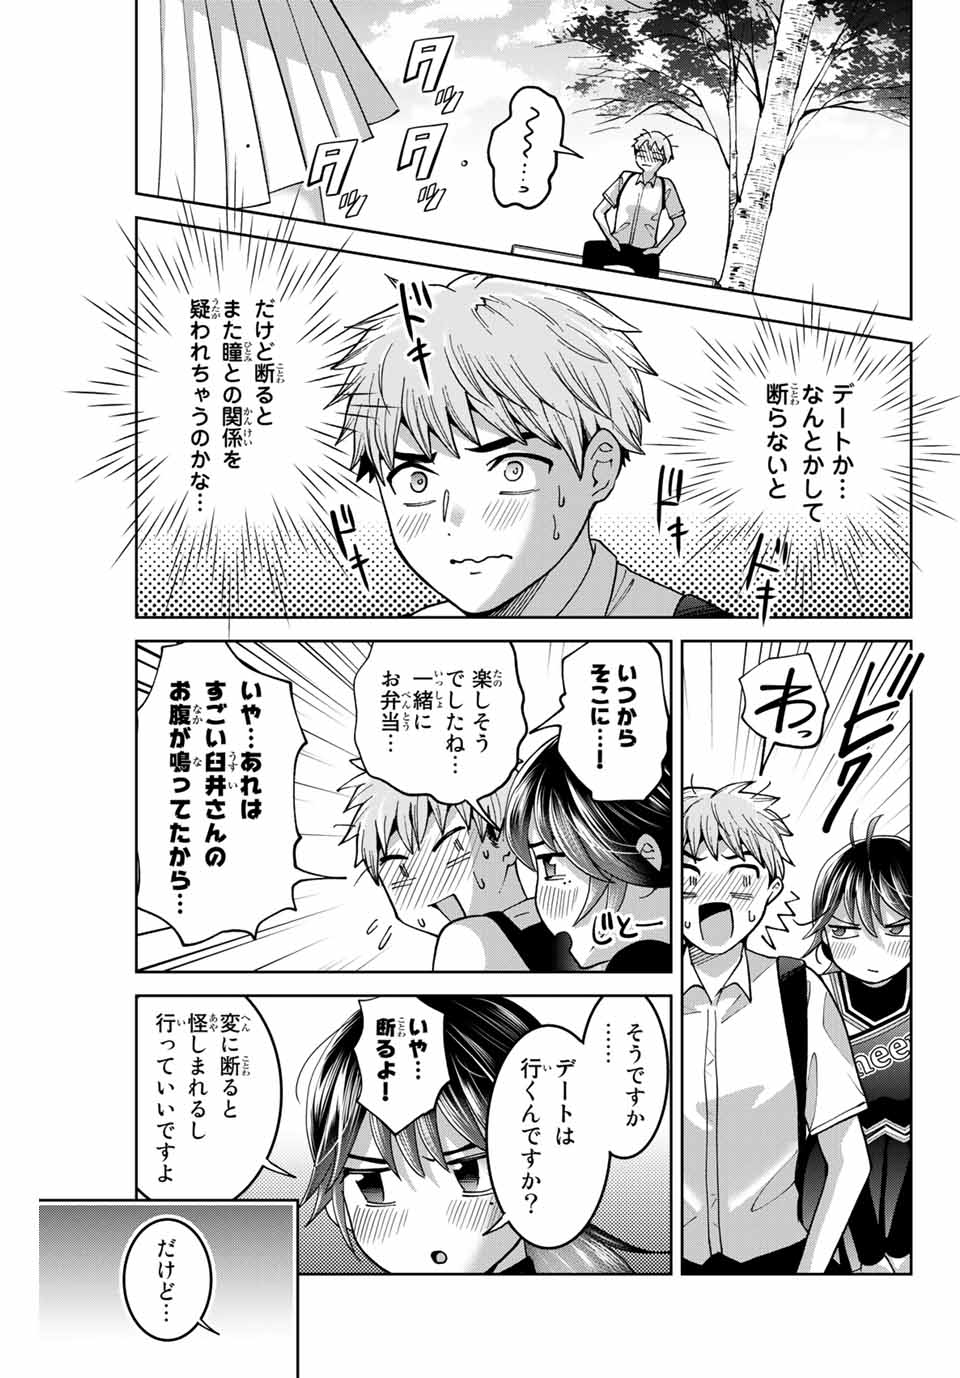 タッ
タッ
タッ
タッ
〜……〜
デートか…
なんとかして
断らないと
だけど断ると
また瞳との関係を
疑われちゃうのかな…
ドキ
ドキ
ドキ
ドキ
わっ
ビクッ
Cheer
いつから
そこに…！
楽しそう
でしたね…
一緒に
お弁当…
いや…あれは
すごい臼井さんの
お腹が鳴ってたから…
じとー
そうですか
……
デートは
行くんですか？
いや…
断るよ！
変に断ると
怪しまれるし
行っていいですよ
だけど…